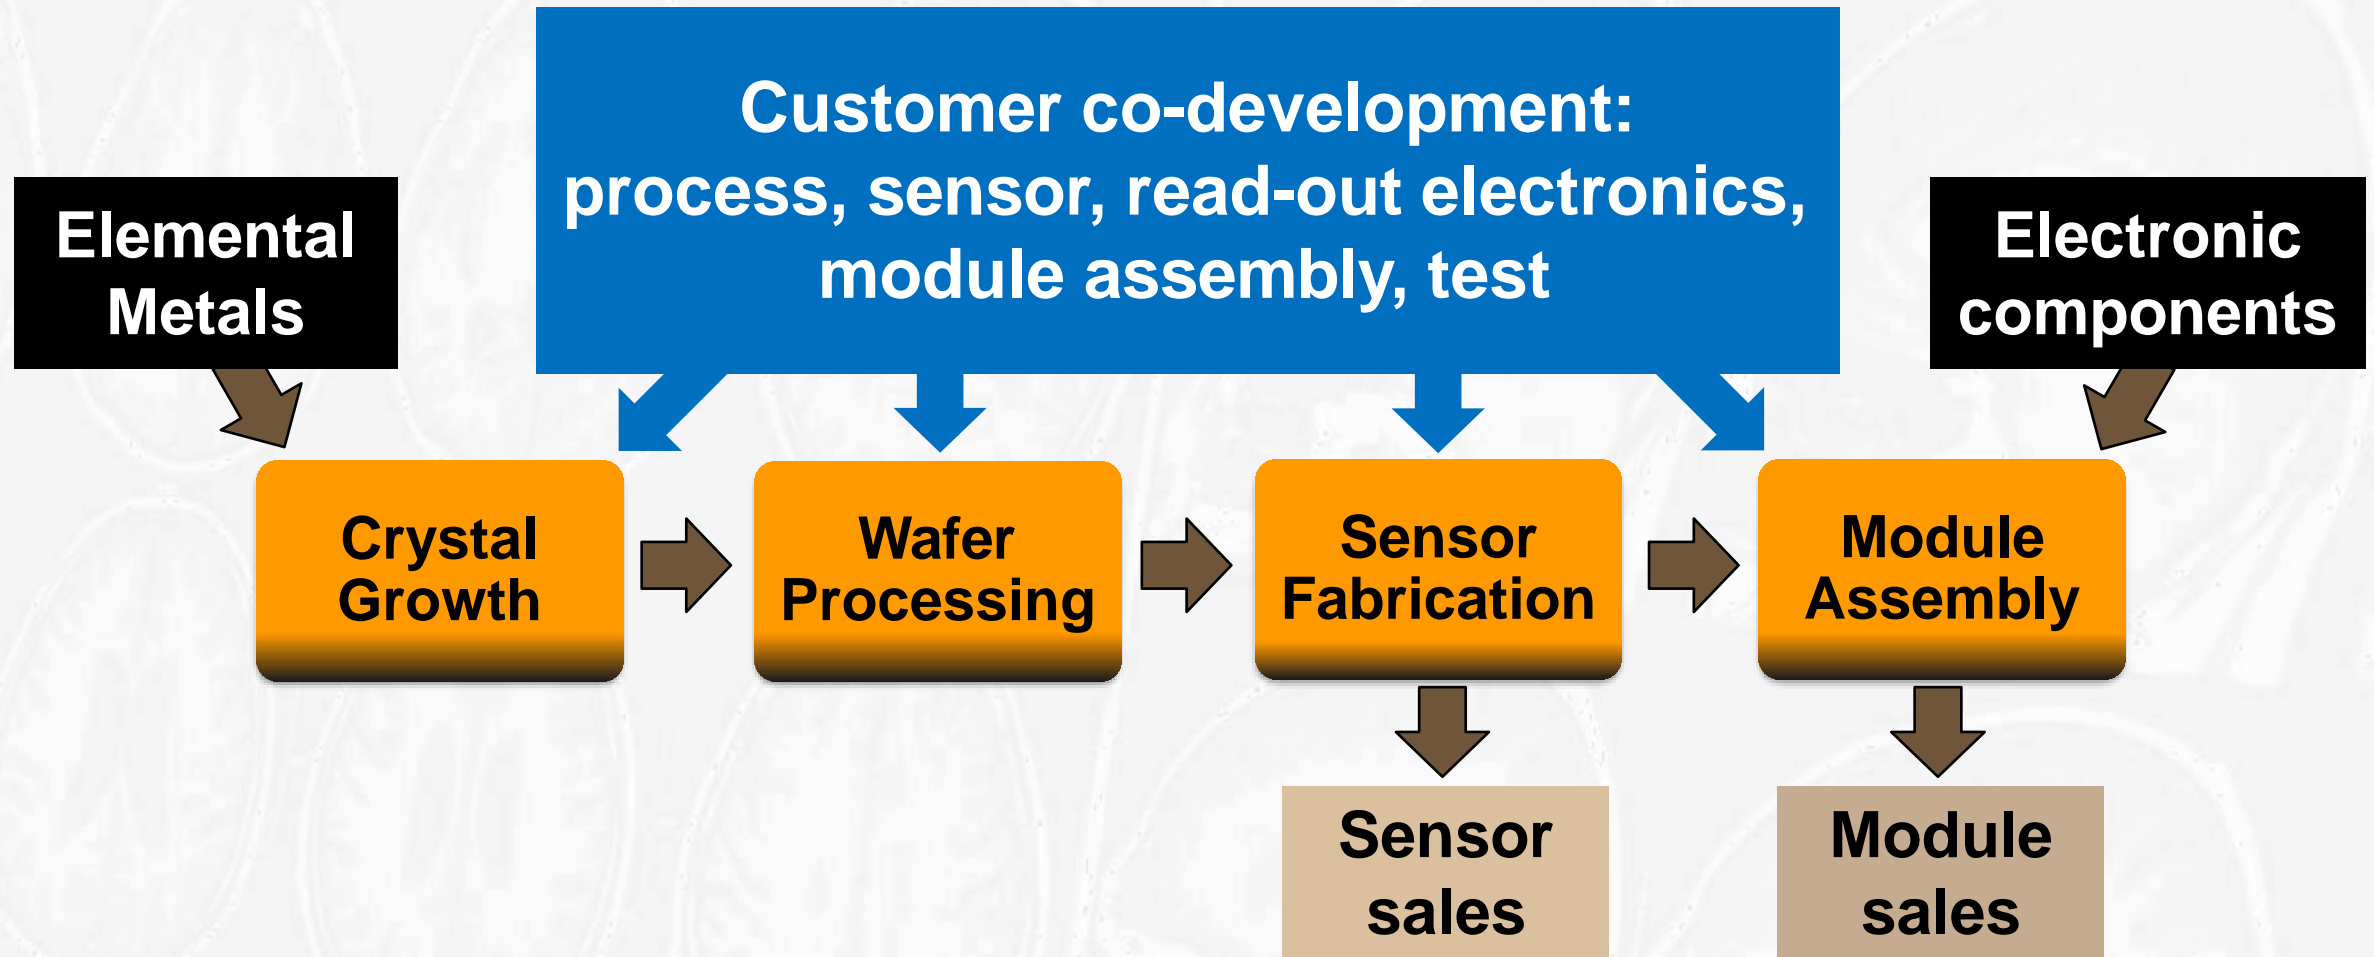 Customer co-development:
process, sensor, read-out electronics,
module assembly, test
Elemental
Metals
Electronic
components
Crystal
Growth
Wafer
Processing
Sensor
Fabrication
Module
Assembly
Sensor
sales
Module
sales